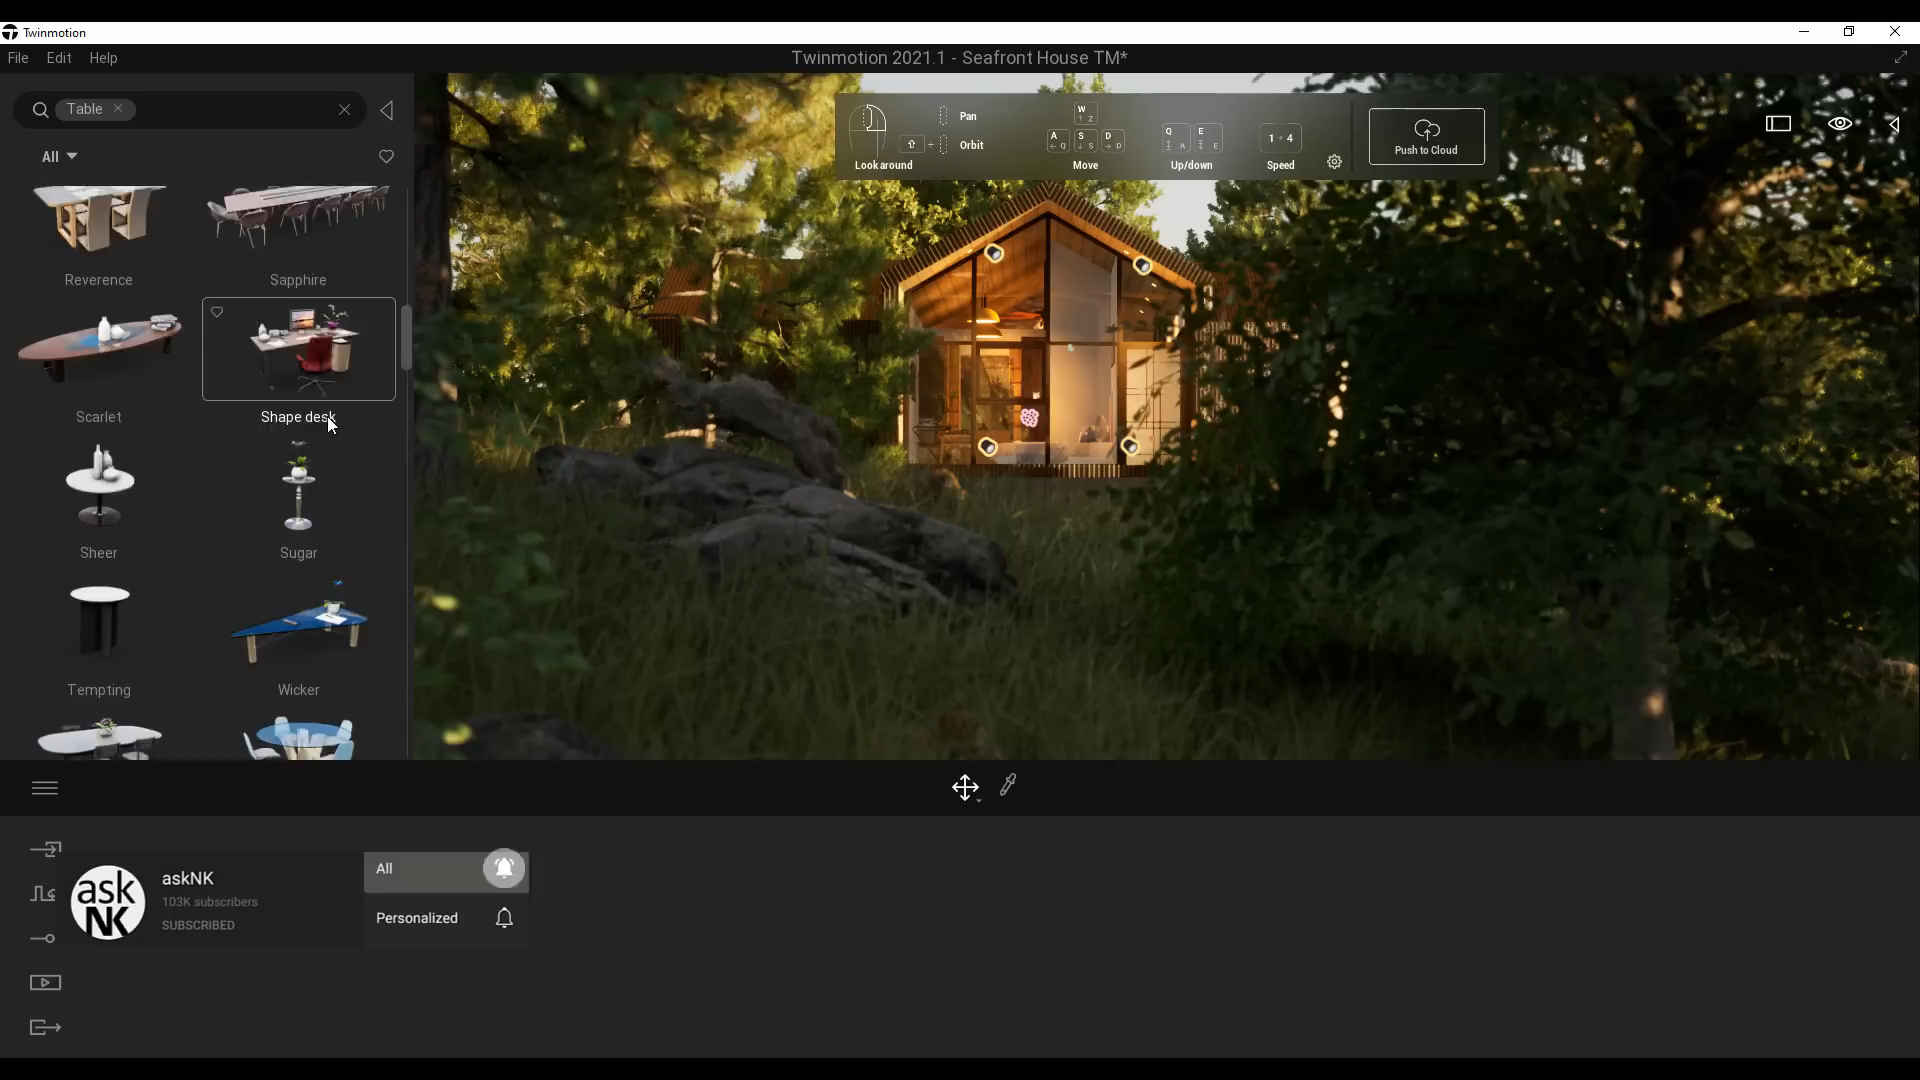 Twinmotion
File Edit Help
Twinmotion 2021.1 - Seafront House TM*
Table
All
Reverence
Sapphire
Scarlet
Shape desk
Sheer
Sugar
Tempting
Wicker
Pan
Orbit
Look around
W
Z
A
Q
S
S
D
D
Move
Q
A
E
E
Up/down
1 - 4
Speed
Push to Cloud
ask
NK
askNK
103K subscribers
SUBSCRIBED
All
Personalized